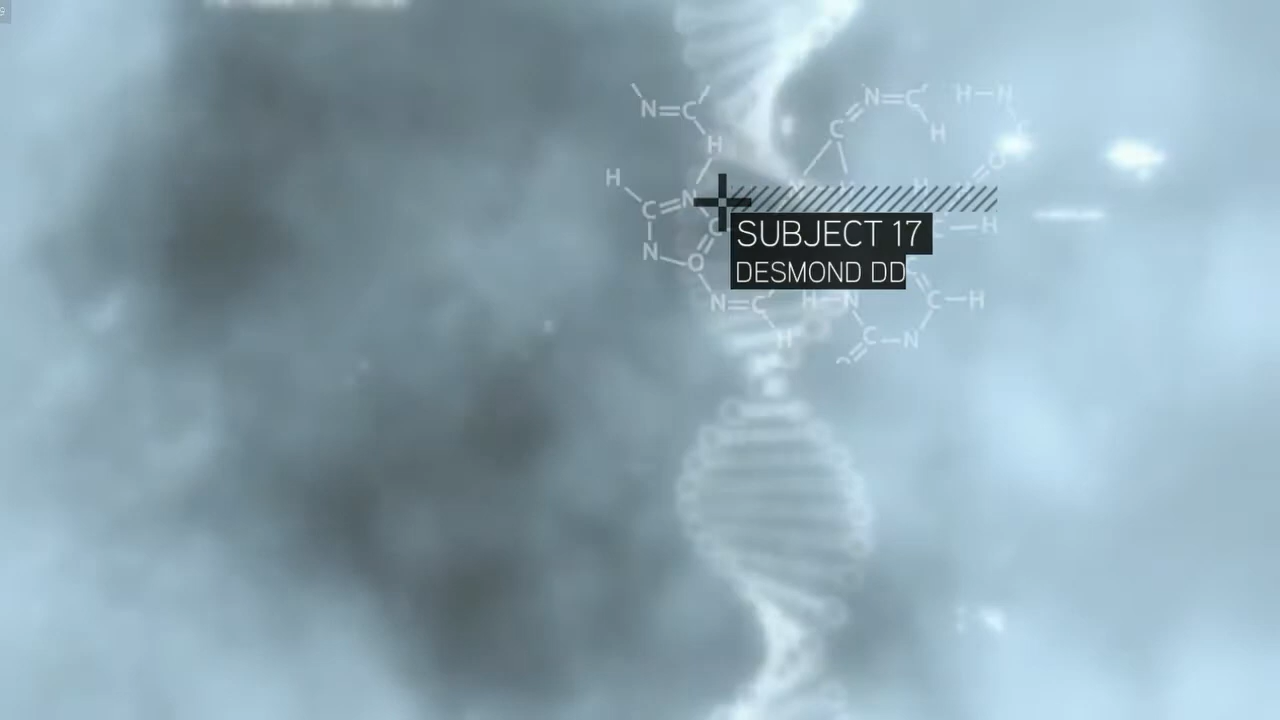 SUBJECT 17
DESMOND DD
N=C
H
N=C
H
H-N
H
C=N
N
O
N=C
H
H-N
C-H
C-N
-H